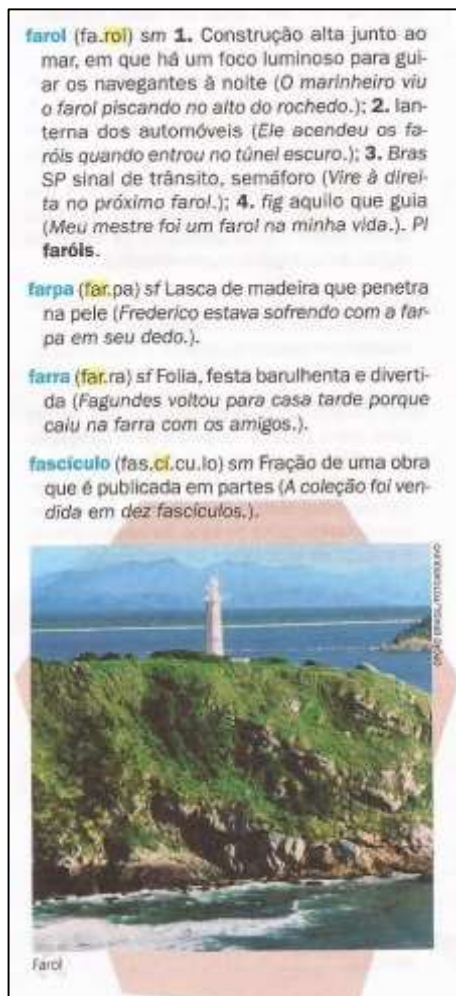 farol (fa.rol) sm 1. Construção alta junto ao
mar, em que há um foco luminoso para gui-
ar os navegantes à noite (O marinheiro viu
o farol piscando no alto do rochedo.); 2. lan-
terna dos automóveis (Ele acendeu os fa-
róis quando entrou no túnel escuro.); 3. Bras
SP sinal de trânsito, semáforo (Vire à direi-
ta no próximo farol.); 4. fig aquilo que guia
(Meu mestre foi um farol na minha vida.). Pl
faróis.
farpa (far.pa) sf Lasca de madeira que penetra
na pele (Frederico estava sofrendo com a far-
pa em seu dedo.).
farra (far.ra) sf Folia, festa barulhenta e diverti-
da (Fagundes voltou para casa tarde porque
caiu na farra com os amigos.).
fascículo (fas.cí.cu.lo) sm Fração de uma obra
que é publicada em partes (A coleção foi ven-
dida em dez fascículos.).
Farol